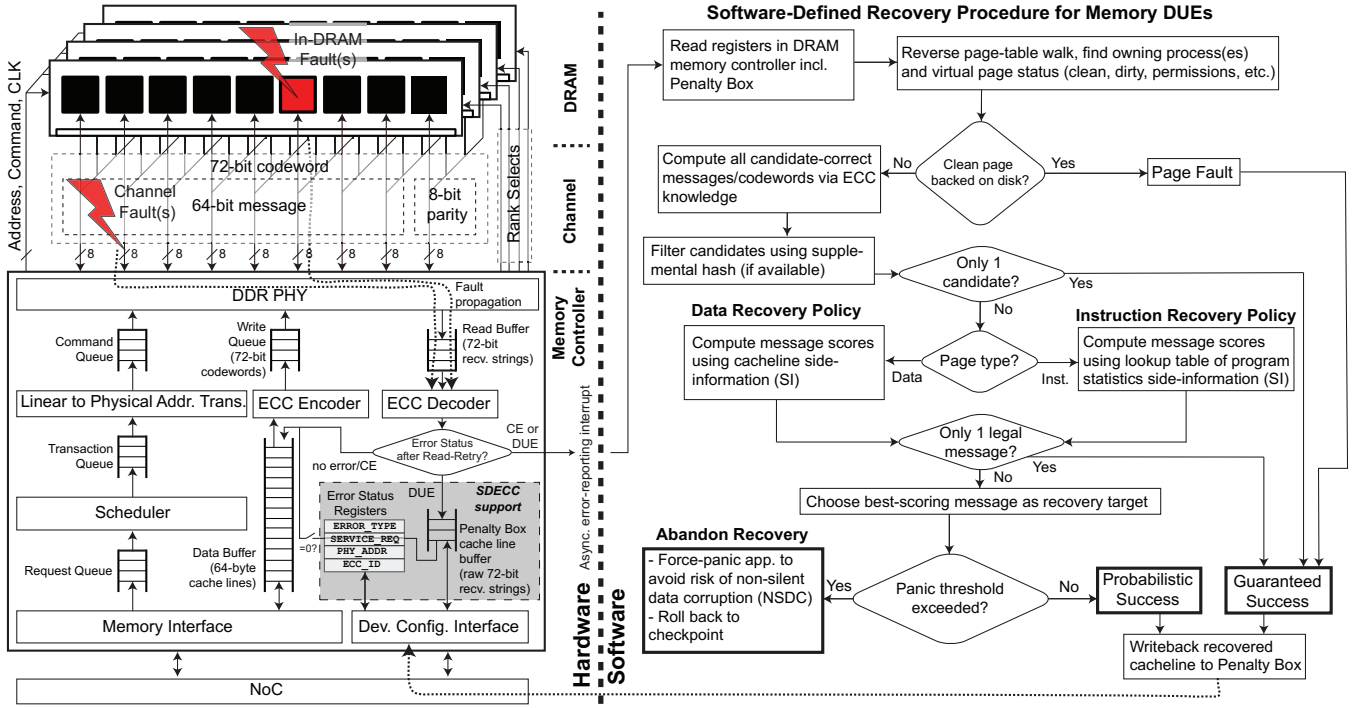 In-DRAM
Fault(s)
DRAM
Address, Command, CLK
72-bit codeword
Channel
Fault(s)
64-bit message
8-bit
parity
Rank Selects
Channel
8
8
8
8
8
8
8
8
8
DDR PHY
Fault
propagation
Memory
Controller
Command
Queue
Write
Queue
(72-bit
codewords)
Read Buffer
(72-bit
recv. strings)
Linear to Physical Addr. Trans.
ECC Encoder
ECC Decoder
Transaction
Queue
Error Status
after Read-Retry?
CE or
DUE
no error/CE
DUE
SDECC
support
Scheduler
Error Status
Registers
ERROR_TYPE
SERVICE_REQ
PHY_ADDR
ECC_ID
=0?
Penalty Box
cache line
buffer
(raw 72-bit
recv. strings)
Request Queue
Data Buffer
(64-byte
cache lines)
Memory Interface
Dev. Config. Interface
NoC
Async. error-reporting interrupt
Hardware
Software
Software-Defined Recovery Procedure for Memory DUEs
Read registers in DRAM
memory controller incl.
Penalty Box
Reverse page-table walk, find owning process(es)
and virtual page status (clean, dirty, permissions, etc.)
Clean page
backed on disk?
No
Yes
Page Fault
Compute all candidate-correct
messages/codewords via ECC
knowledge
Filter candidates using supple-
mental hash (if available)
Only 1
candidate?
Yes
No
Data Recovery Policy
Compute message scores
using cacheline side-
information (SI)
Page type?
Data
Inst.
Instruction Recovery Policy
Compute message scores
using lookup table of program
statistics side-information (SI)
Only 1 legal
message?
Yes
No
Choose best-scoring message as recovery target
Abandon Recovery
- Force-panic app. to
avoid risk of non-silent
data corruption (NSDC)
- Roll back to
checkpoint
Yes
Panic threshold
exceeded?
No
Probabilistic
Success
Guaranteed
Success
Writeback recovered
cacheline to Penalty Box